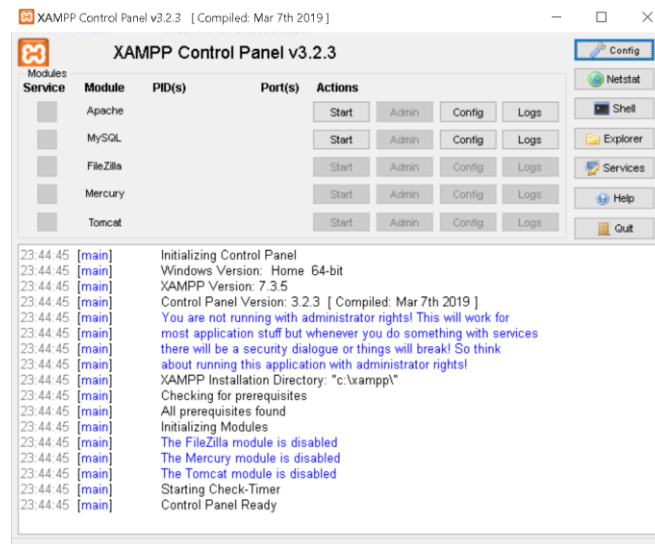 XAMPP Control Panel v3.2.3 [ Compiled: Mar 7th 2019 ]
XAMPP Control Panel v3.2.3
Config
Modules
Service Module PID(s) Port(s) Actions
Netstat
Apache Start Admin Config Logs
Shell
MySQL Start Admin Config Logs
Explorer
FileZilla Start Admin Config Logs
Services
Mercury Start Admin Config Logs
Help
Tomcat Start Admin Config Logs
Quit
23:44:45 [main] Initializing Control Panel
23:44:45 [main] Windows Version: Home 64-bit
23:44:45 [main] XAMPP Version: 7.3.5
23:44:45 [main] Control Panel Version: 3.2.3 [ Compiled: Mar 7th 2019 ]
23:44:45 [main] You are not running with administrator rights! This will work for
23:44:45 [main] most application stuff but whenever you do something with services
23:44:45 [main] there will be a security dialogue or things will break! So think
23:44:45 [main] about running this application with administrator rights!
23:44:45 [main] XAMPP Installation Directory: "c:\xampp\"
23:44:45 [main] Checking for prerequisites
23:44:45 [main] All prerequisites found
23:44:45 [main] Initializing Modules
23:44:45 [main] The FileZilla module is disabled
23:44:45 [main] The Mercury module is disabled
23:44:45 [main] The Tomcat module is disabled
23:44:45 [main] Starting Check-Timer
23:44:45 [main] Control Panel Ready